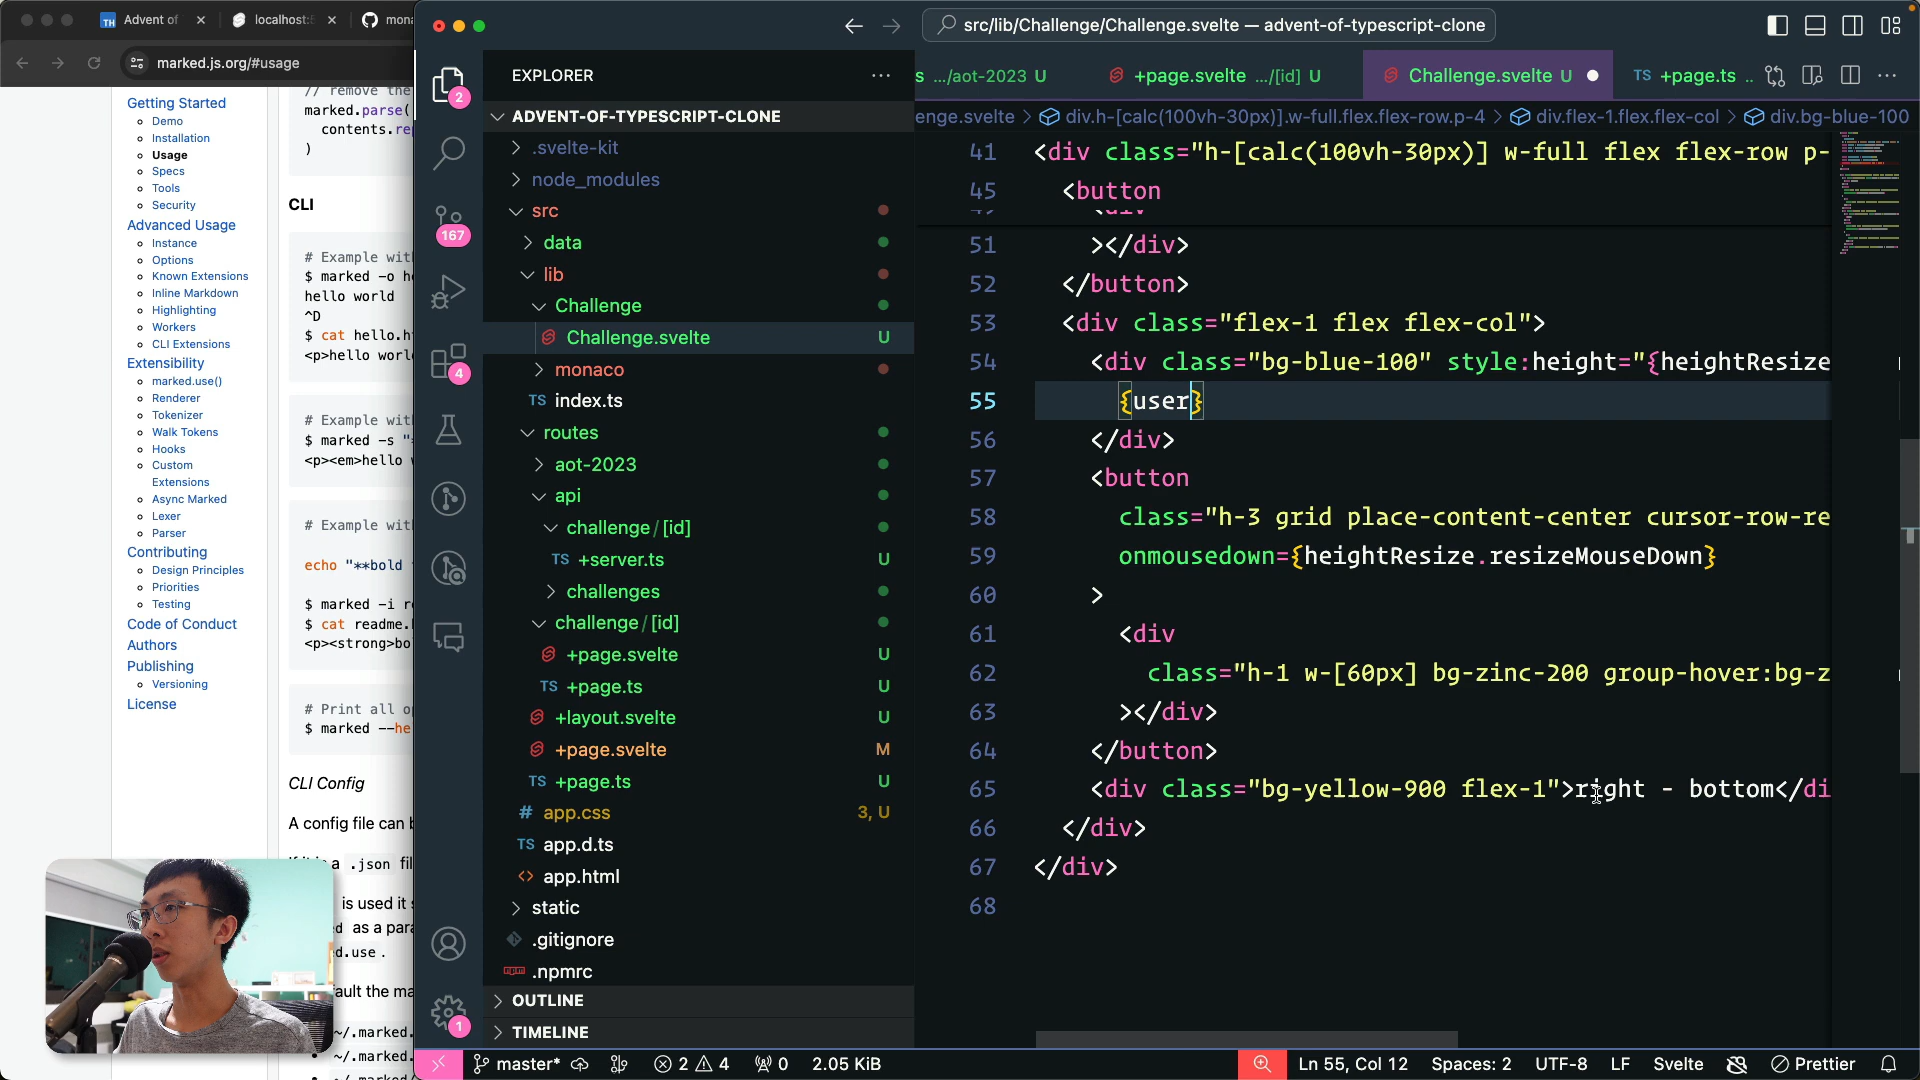 Advent of
localhost:5
mona
marked.js.org/#usage
Getting Started
Demo
Installation
Usage
Specs
Tools
Security
Advanced Usage
Instance
Options
Known Extensions
Inline Markdown
Highlighting
Workers
CLI Extensions
Extensibility
marked.use()
Renderer
Tokenizer
Walk Tokens
Hooks
Custom
Extensions
Async Marked
Lexer
Parser
Contributing
Design Principles
Priorities
Testing
Code of Conduct
Authors
Publishing
Versioning
License
// remove the
marked.parse(
contents.rep
)
CLI
# Example with
$ marked -o he
hello world
^D
$ cat hello.ht
<p>hello worl
# Example with
$ marked -s "*
<p><em>hello w
# Example with
echo "**bold t
$ marked -i re
$ cat readme.h
<p><strong>bo
# Print all op
$ marked --he
CLI Config
A config file can b
a .json fil
is used it s
as a para
d.use.
ault the ma
~/.marked.
~/.marked.
src/lib/Challenge/Challenge.svelte — advent-of-typescript-clone
EXPLORER
ADVENT-OF-TYPESCRIPT-CLONE
.svelte-kit
node_modules
src
data
lib
Challenge
Challenge.svelte U
monaco
TS index.ts
routes
aot-2023
api
challenge/[id]
TS +server.ts U
challenges
challenge/[id]
+page.svelte U
TS +page.ts U
+layout.svelte U
+page.svelte M
TS +page.ts U
# app.css 3, U
TS app.d.ts
<> app.html
static
.gitignore
.npmrc
OUTLINE
TIMELINE
2
167
4
1
s .../aot-2023 U
+page.svelte .../[id] U
Challenge.svelte U
TS +page.ts ..
enge.svelte > div.h-[calc(100vh-30px)].w-full.flex.flex-row.p-4 > div.flex-1.flex.flex-col > div.bg-blue-100
41 <div class="h-[calc(100vh-30px)] w-full flex flex-row p-
45 <button
51 ></div>
52 </button>
53 <div class="flex-1 flex flex-col">
54 <div class="bg-blue-100" style:height="{heightResize
55 {user}
56 </div>
57 <button
58 class="h-3 grid place-content-center cursor-row-re
59 onmousedown={heightResize.resizeMouseDown}
60 >
61 <div
62 class="h-1 w-[60px] bg-zinc-200 group-hover:bg-z
63 ></div>
64 </button>
65 <div class="bg-yellow-900 flex-1">right - bottom</di
66 </div>
67 </div>
68
master* 2 4 0 2.05 KiB
Ln 55, Col 12 Spaces: 2 UTF-8 LF Svelte Prettier